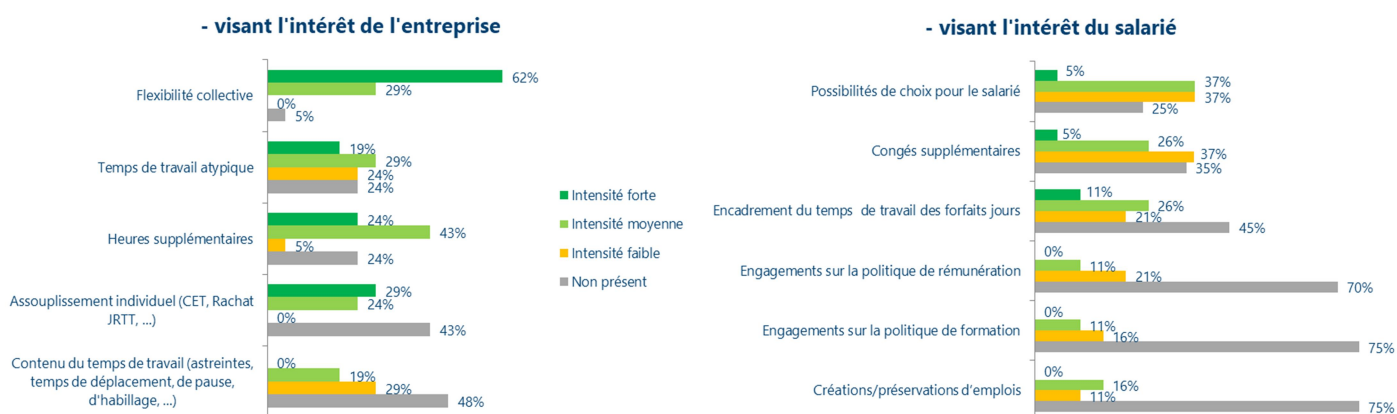 - visant l'intérêt de l'entreprise
Flexibilité collective
62%
29%
0%
5%
Temps de travail atypique
19%
29%
24%
24%
Heures supplémentaires
24%
43%
5%
24%
Assouplissement individuel (CET, Rachat
JRTT, ...)
29%
24%
0%
43%
Contenu du temps de travail (astreintes,
temps de déplacement, de pause,
d'habillage, ...)
0%
19%
29%
48%
Intensité forte
Intensité moyenne
Intensité faible
Non présent
- visant l'intérêt du salarié
Possibilités de choix pour le salarié
5%
37%
37%
25%
Congés supplémentaires
5%
26%
37%
35%
Encadrement du temps  de travail des forfaits jours
11%
26%
21%
45%
Engagements sur la politique de rémunération
0%
11%
21%
70%
Engagements sur la politique de formation
0%
11%
16%
75%
Créations/préservations d’emplois
0%
16%
11%
75%